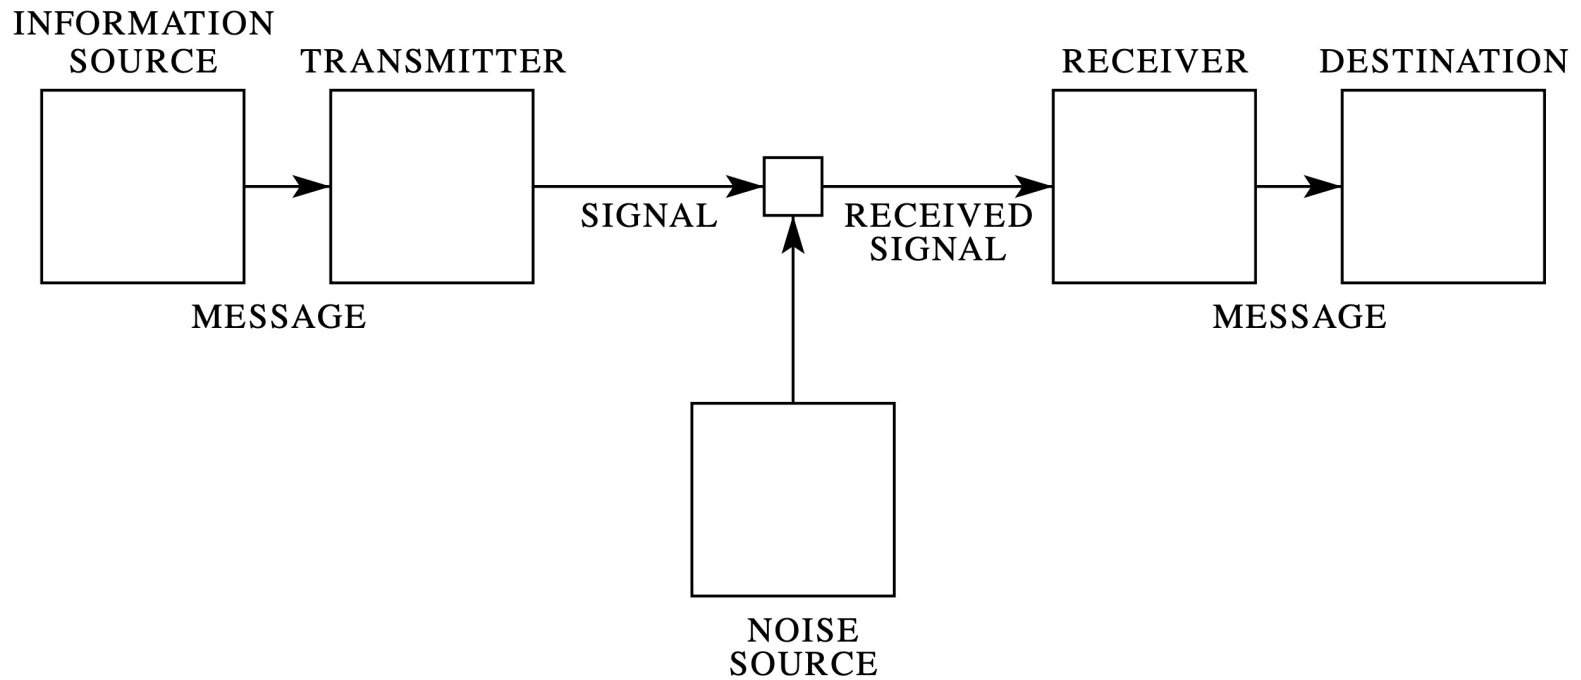 INFORMATION
SOURCE
TRANSMITTER
RECEIVER
DESTINATION
SIGNAL
RECEIVED
SIGNAL
MESSAGE
MESSAGE
NOISE
SOURCE